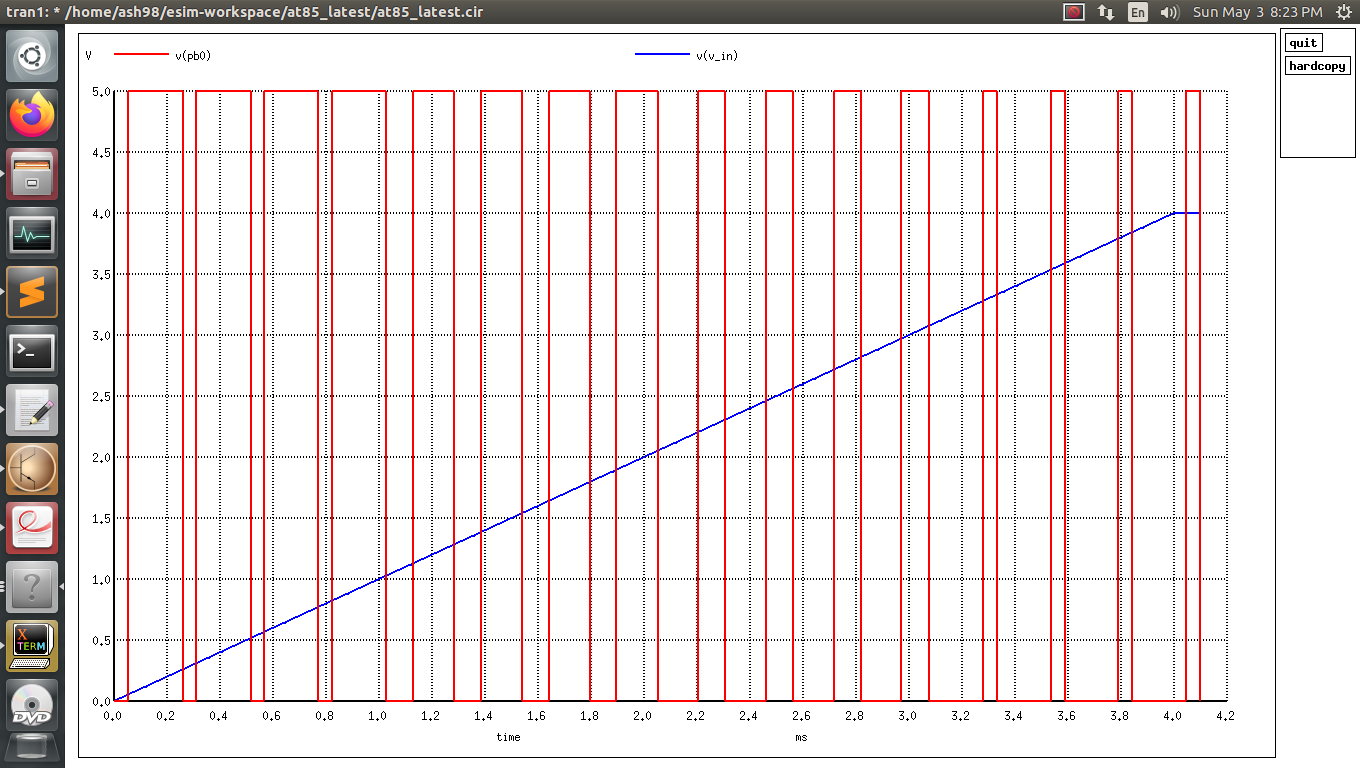 tran1: * /home/ash98/esim-workspace/at85_latest/at85_latest.cir
En
Sun May 3 8:23 PM
quit
hardcopy
V
v(pb0)
v(v_in)
5.0
4.5
4.0
3.5
3.0
2.5
2.0
1.5
1.0
0.5
0.0
0.0 0.2 0.4 0.6 0.8 1.0 1.2 1.4 1.6 1.8 2.0 2.2 2.4 2.6 2.8 3.0 3.2 3.4 3.6 3.8 4.0 4.2
time
ms
>_
?
X
TERM
DVD